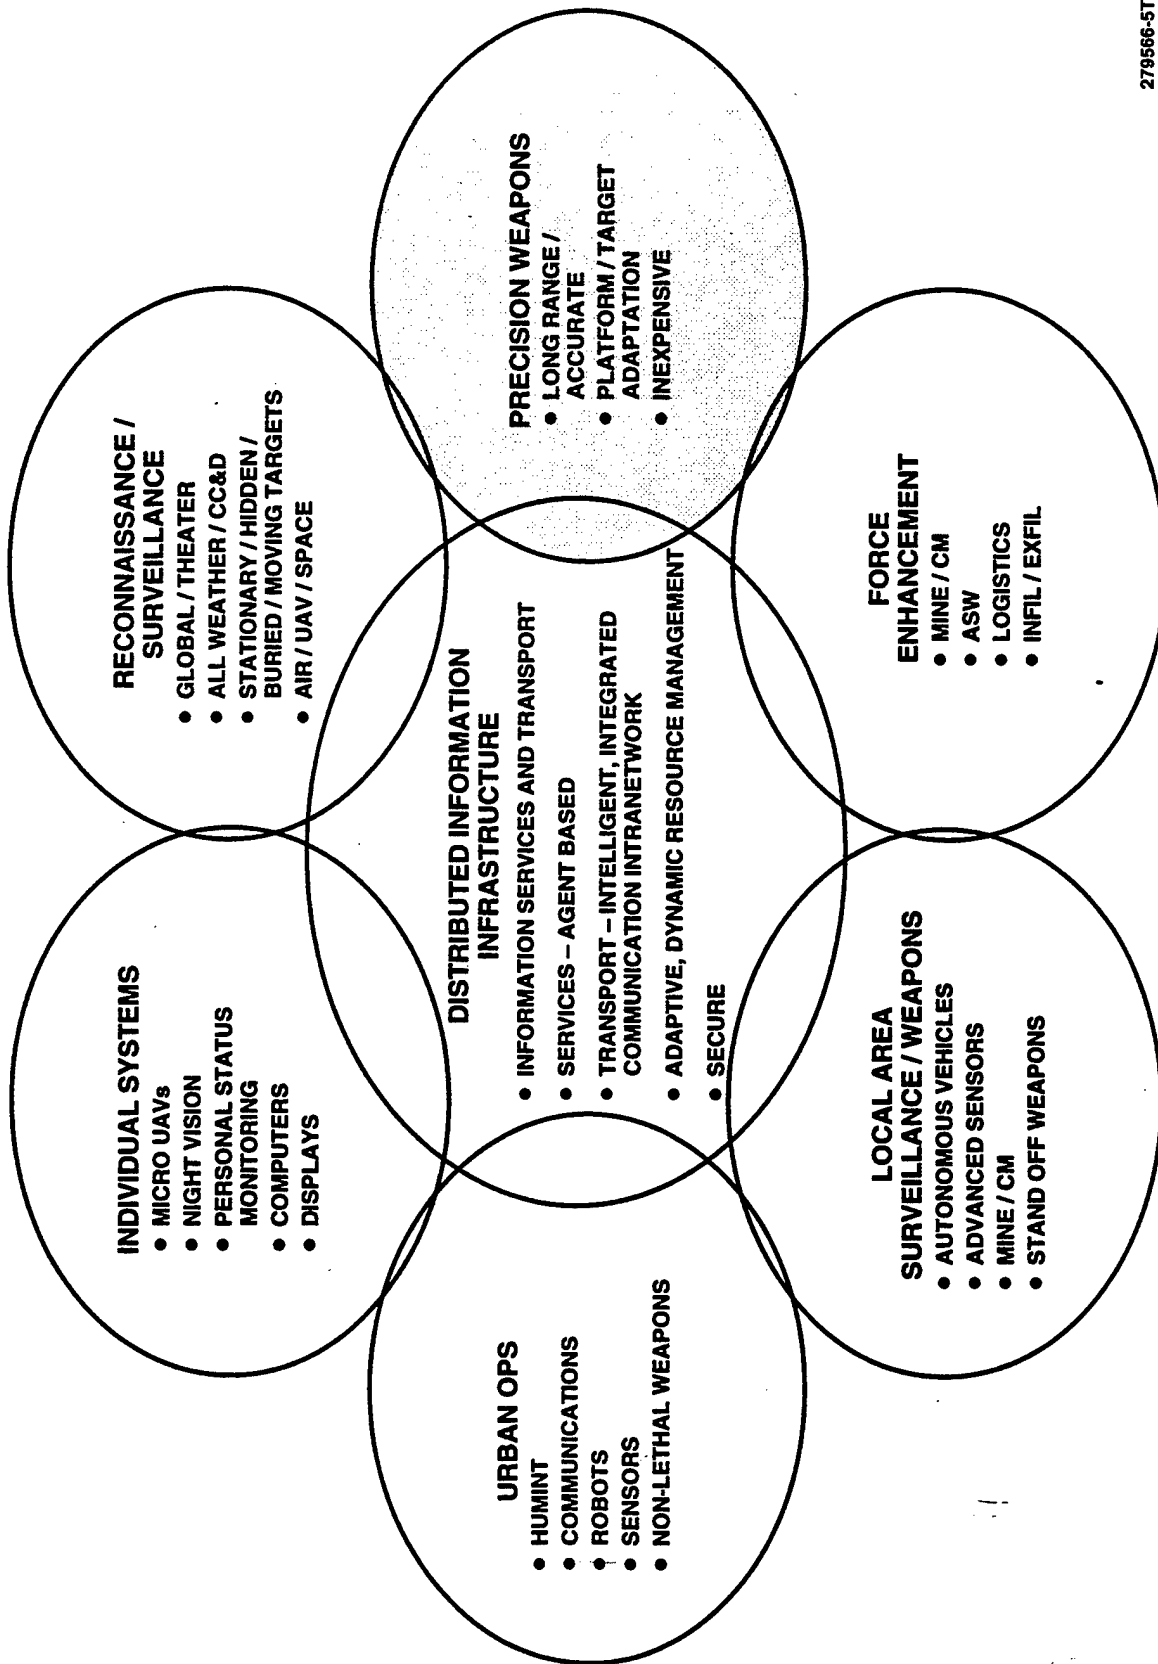 INDIVIDUAL SYSTEMS
• MICRO UAVs
• NIGHT VISION
• PERSONAL STATUS
MONITORING
• COMPUTERS
• DISPLAYS
RECONNAISSANCE /
SURVEILLANCE
• GLOBAL / THEATER
• ALL WEATHER / CC&D
• STATIONARY / HIDDEN /
BURIED / MOVING TARGETS
• AIR / UAV / SPACE
URBAN OPS
• HUMINT
• COMMUNICATIONS
• ROBOTS
• SENSORS
• NON-LETHAL WEAPONS
DISTRIBUTED INFORMATION
INFRASTRUCTURE
• INFORMATION SERVICES AND TRANSPORT
• SERVICES – AGENT BASED
• TRANSPORT – INTELLIGENT, INTEGRATED
COMMUNICATION INTRANETWORK
• ADAPTIVE, DYNAMIC RESOURCE MANAGEMENT
• SECURE
PRECISION WEAPONS
• LONG RANGE /
ACCURATE
• PLATFORM / TARGET
ADAPTATION
• INEXPENSIVE
LOCAL AREA
SURVEILLANCE / WEAPONS
• AUTONOMOUS VEHICLES
• ADVANCED SENSORS
• MINE / CM
• STAND OFF WEAPONS
FORCE
ENHANCEMENT
• MINE / CM
• ASW
• LOGISTICS
• INFIL / EXFIL
279566-5T